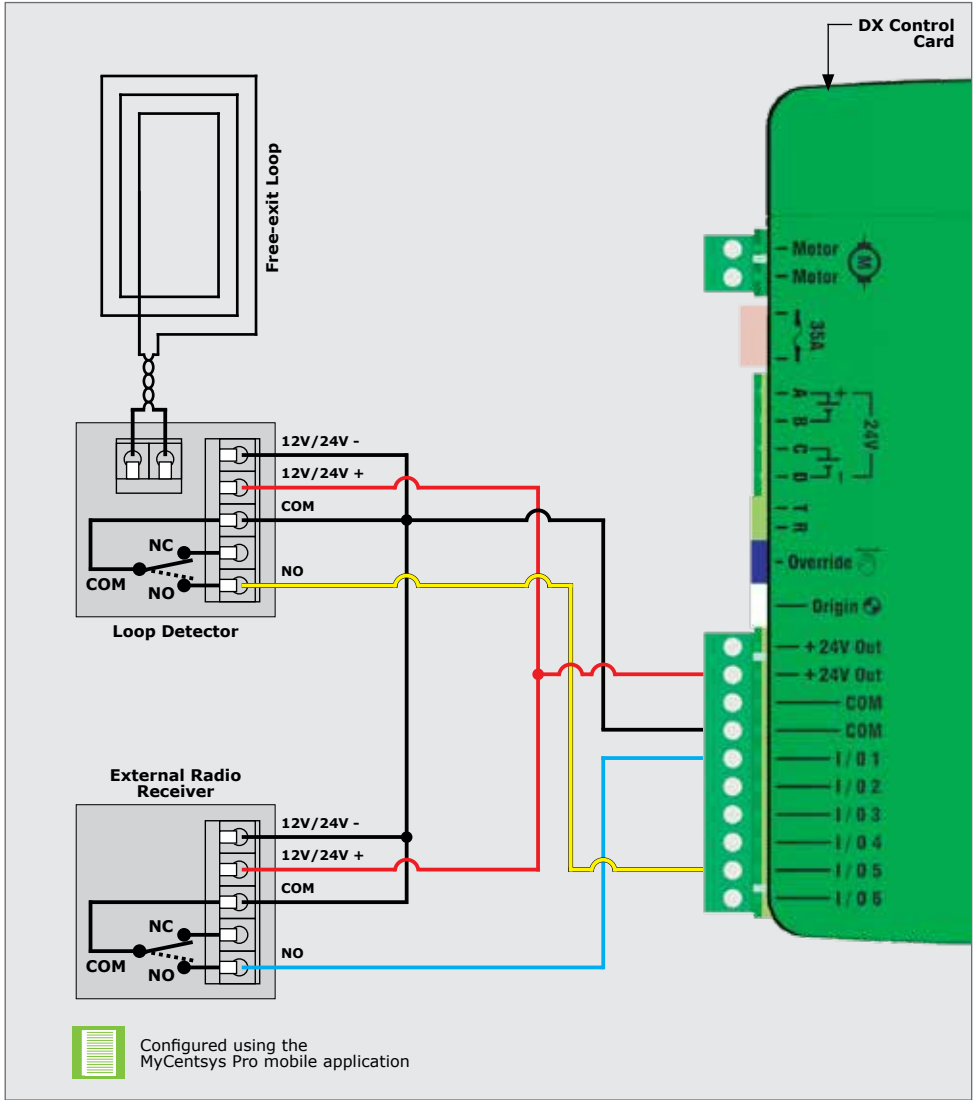 DX Control
Card
Free-exit Loop
Motor
Motor
M
35A
A +
B
24V
C
D -
T
R
Override
Origin
+24V Out
+24V Out
COM
COM
I/O 1
I/O 2
I/O 3
I/O 4
I/O 5
I/O 6
12V/24V -
12V/24V +
COM
NC
NO
COM
NO
Loop Detector
External Radio
Receiver
12V/24V -
12V/24V +
COM
NC
NO
COM
NO
Configured using the
MyCentsys Pro mobile application